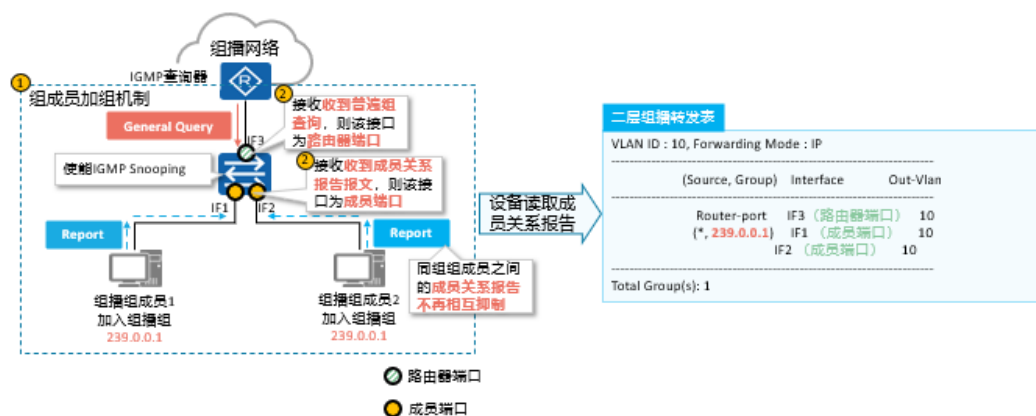 组播网络
IGMP查询器
R
①
组成员加组机制
General Query
②
接收收到普遍组
查询，则该接口
为路由器端口
IF3
使能IGMP Snooping
②
接收收到成员关系
报告报文，则该接
口为成员端口
IF1
IF2
Report
Report
同组组成员之间
的成员关系报告
不再相互抑制
组播组成员1
加入组播组
239.0.0.1
组播组成员2
加入组播组
239.0.0.1
路由器端口
成员端口
设备读取成
员关系报告
二层组播转发表
VLAN ID : 10, Forwarding Mode : IP
(Source, Group) Interface Out-Vlan
Router-port IF3（路由器端口） 10
(*, 239.0.0.1) IF1（成员端口） 10
IF2（成员端口） 10
Total Group(s): 1